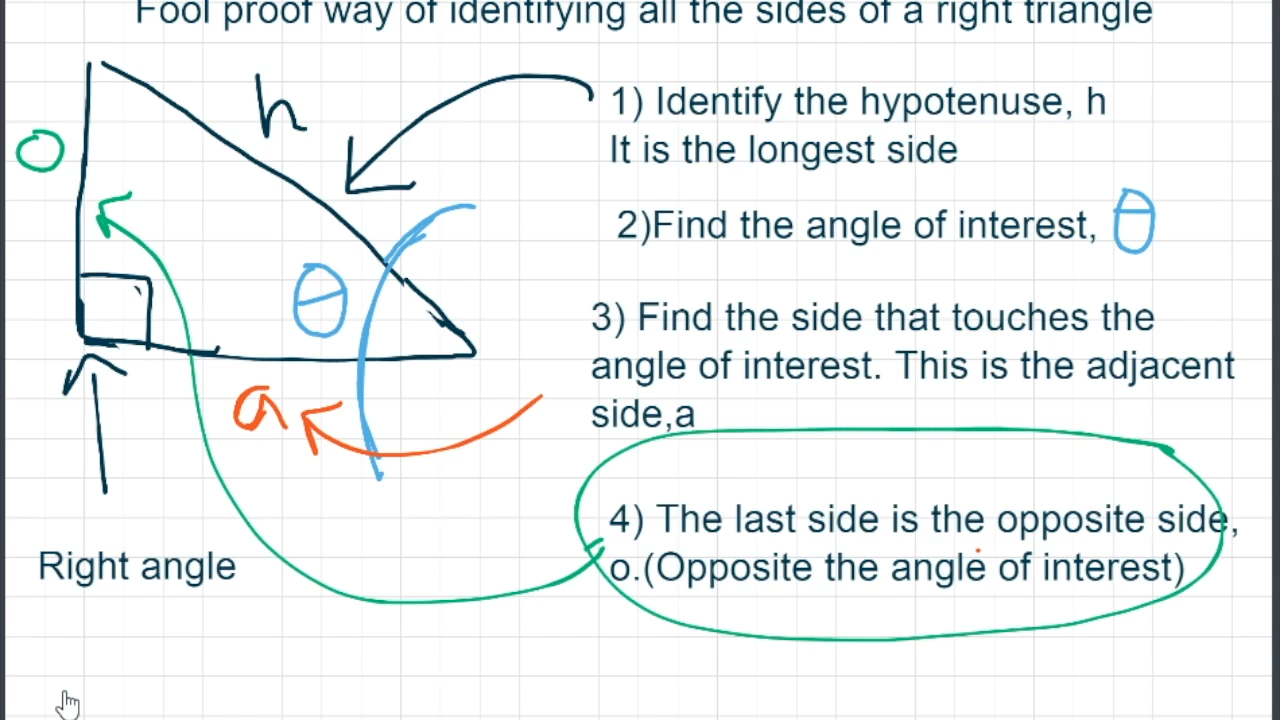 Fool proof way of identifying all the sides of a right triangle
h
o
1) Identify the hypotenuse, h
It is the longest side
2)Find the angle of interest, θ
θ
3) Find the side that touches the
angle of interest. This is the adjacent
side,a
a
4) The last side is the opposite side,
o.(Opposite the angle of interest)
Right angle